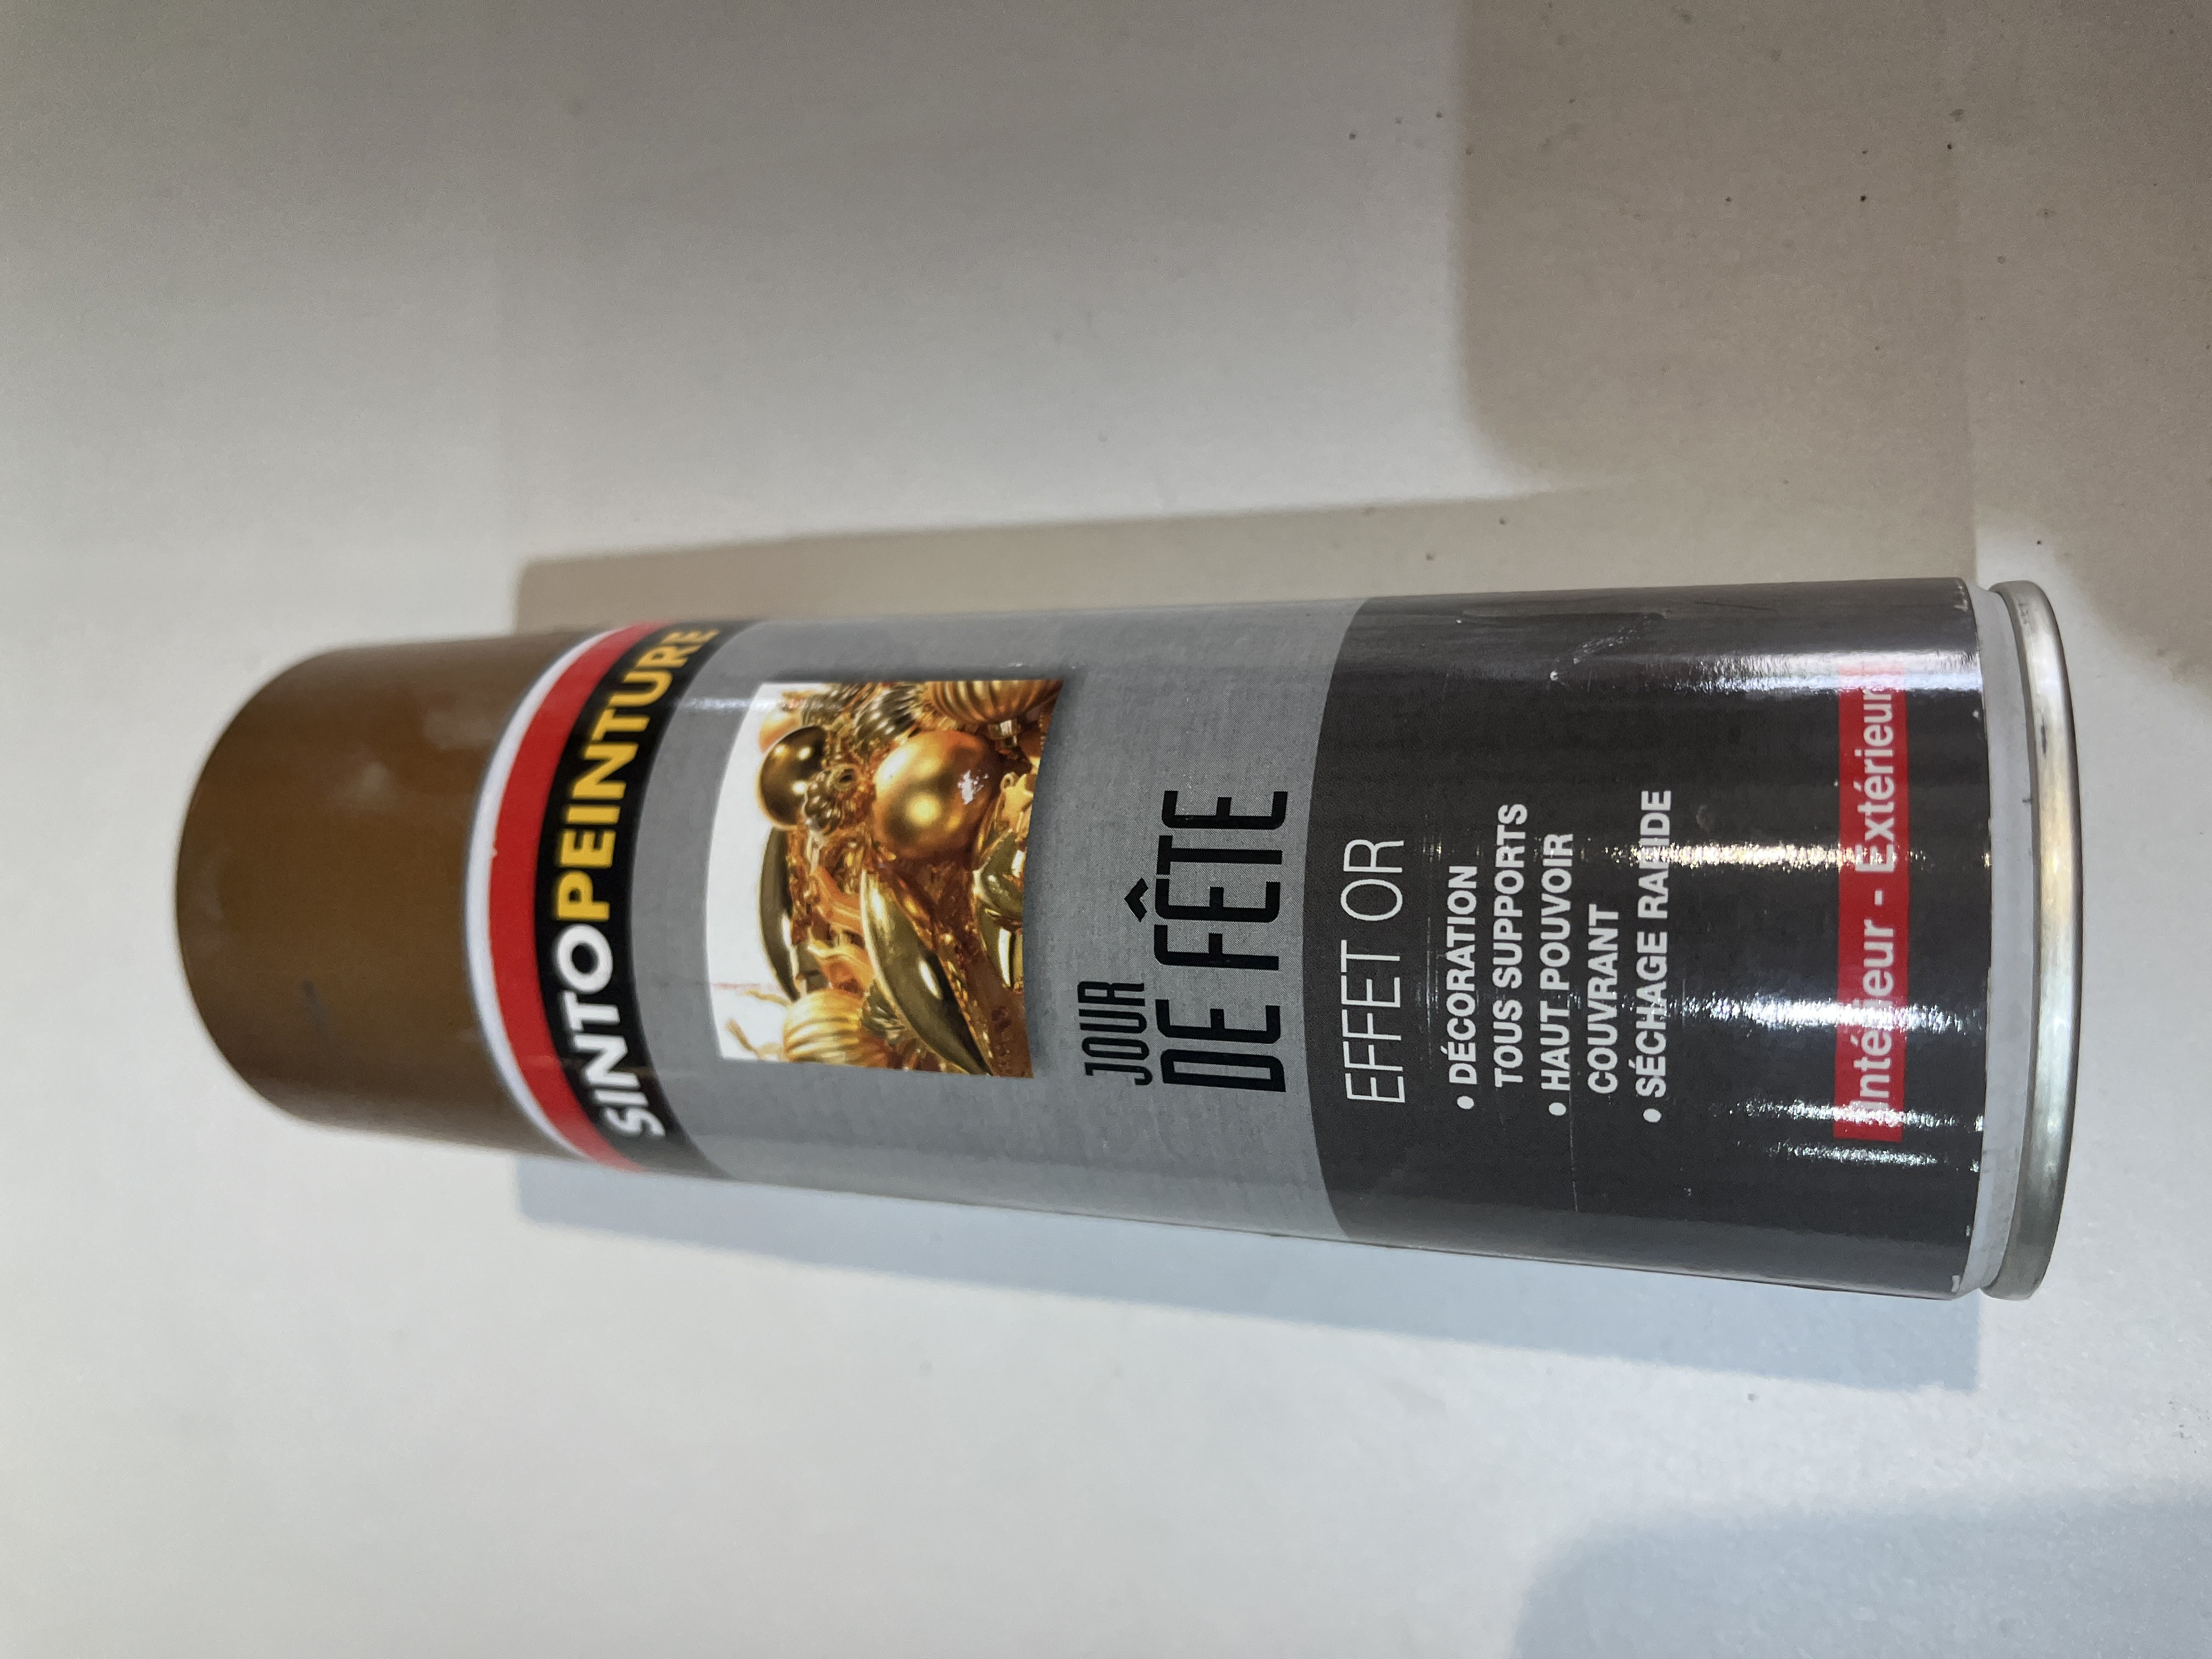 SINTOPEINTURE
JOUR
DE FÊTE
EFFET OR
• DÉCORATION
TOUS SUPPORTS
• HAUT POUVOIR
COUVRANT
• SÉCHAGE RAPIDE
Intérieur - Extérieur